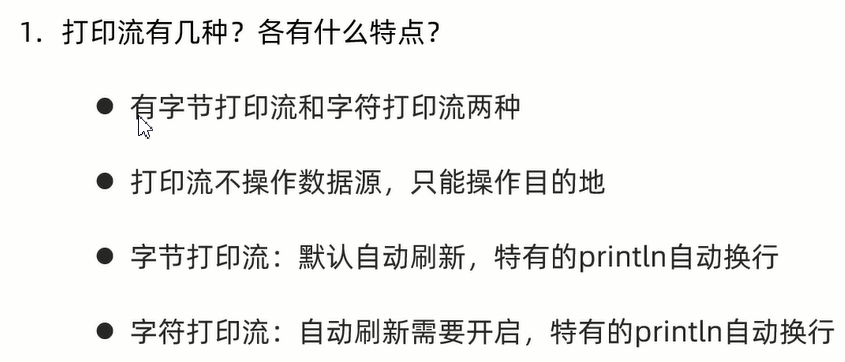 1. 打印流有几种？各有什么特点？
● 有字节打印流和字符打印流两种
● 打印流不操作数据源，只能操作目的地
● 字节打印流：默认自动刷新，特有的println自动换行
● 字符打印流：自动刷新需要开启，特有的println自动换行